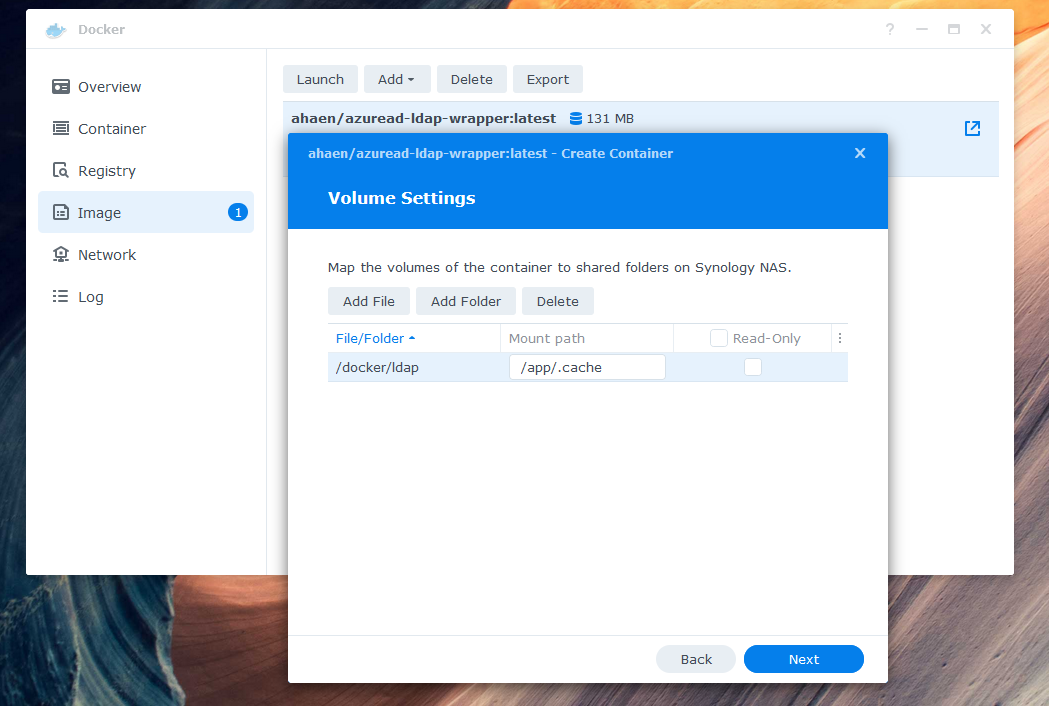 Docker
?
Overview
Container
Registry
Image 1
Network
Log
Launch Add Delete Export
ahaen/azuread-ldap-wrapper:latest 131 MB
ahaen/azuread-ldap-wrapper:latest - Create Container
Volume Settings
Map the volumes of the container to shared folders on Synology NAS.
Add File Add Folder Delete
File/Folder Mount path Read-Only
/docker/ldap /app/.cache
Back Next